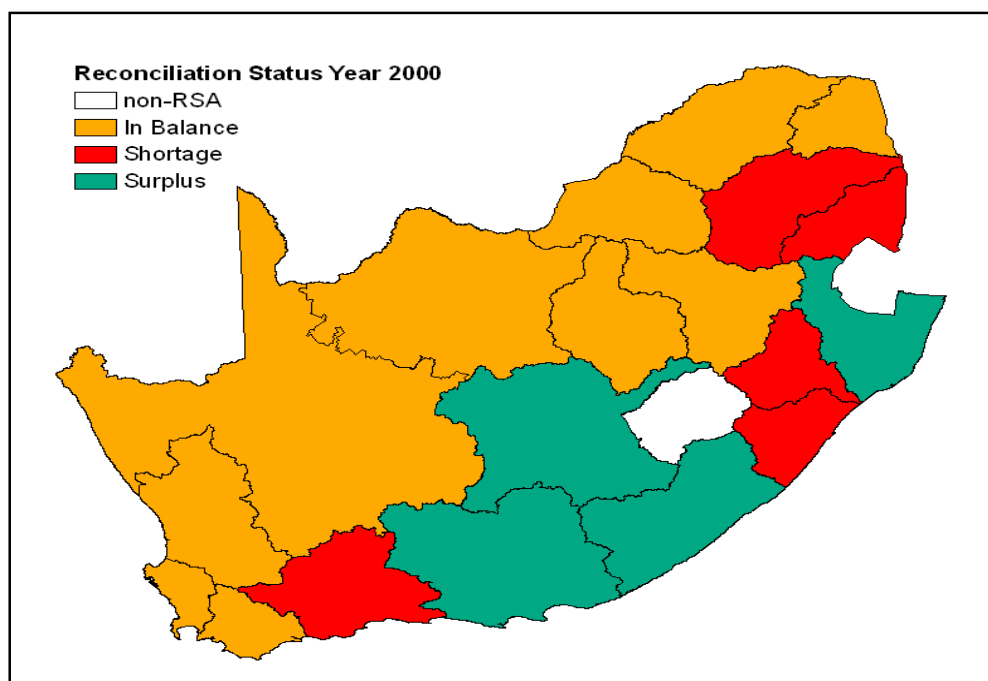 Reconciliation Status Year 2000
non-RSA
In Balance
Shortage
Surplus